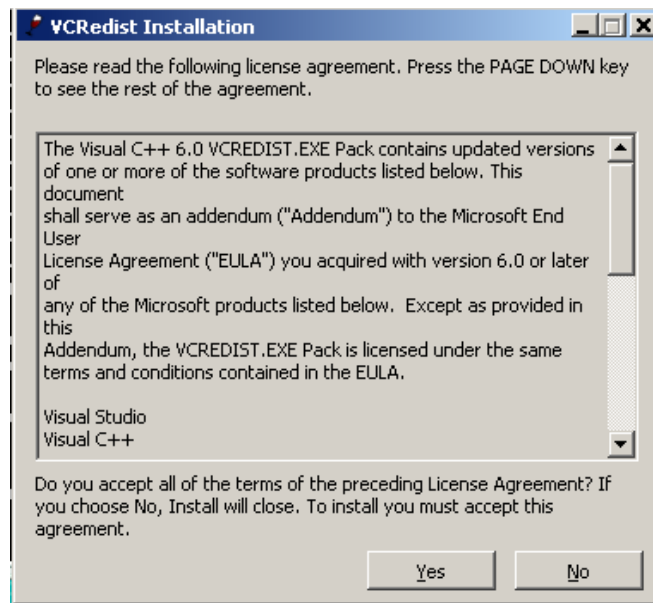 VCRedist Installation
Please read the following license agreement. Press the PAGE DOWN key
to see the rest of the agreement.
The Visual C++ 6.0 VCREDIST.EXE Pack contains updated versions
of one or more of the software products listed below. This
document
shall serve as an addendum ("Addendum") to the Microsoft End
User
License Agreement ("EULA") you acquired with version 6.0 or later
of
any of the Microsoft products listed below.  Except as provided in
this
Addendum, the VCREDIST.EXE Pack is licensed under the same
terms and conditions contained in the EULA.
Visual Studio
Visual C++
Do you accept all of the terms of the preceding License Agreement? If
you choose No, Install will close. To install you must accept this
agreement.
Yes No